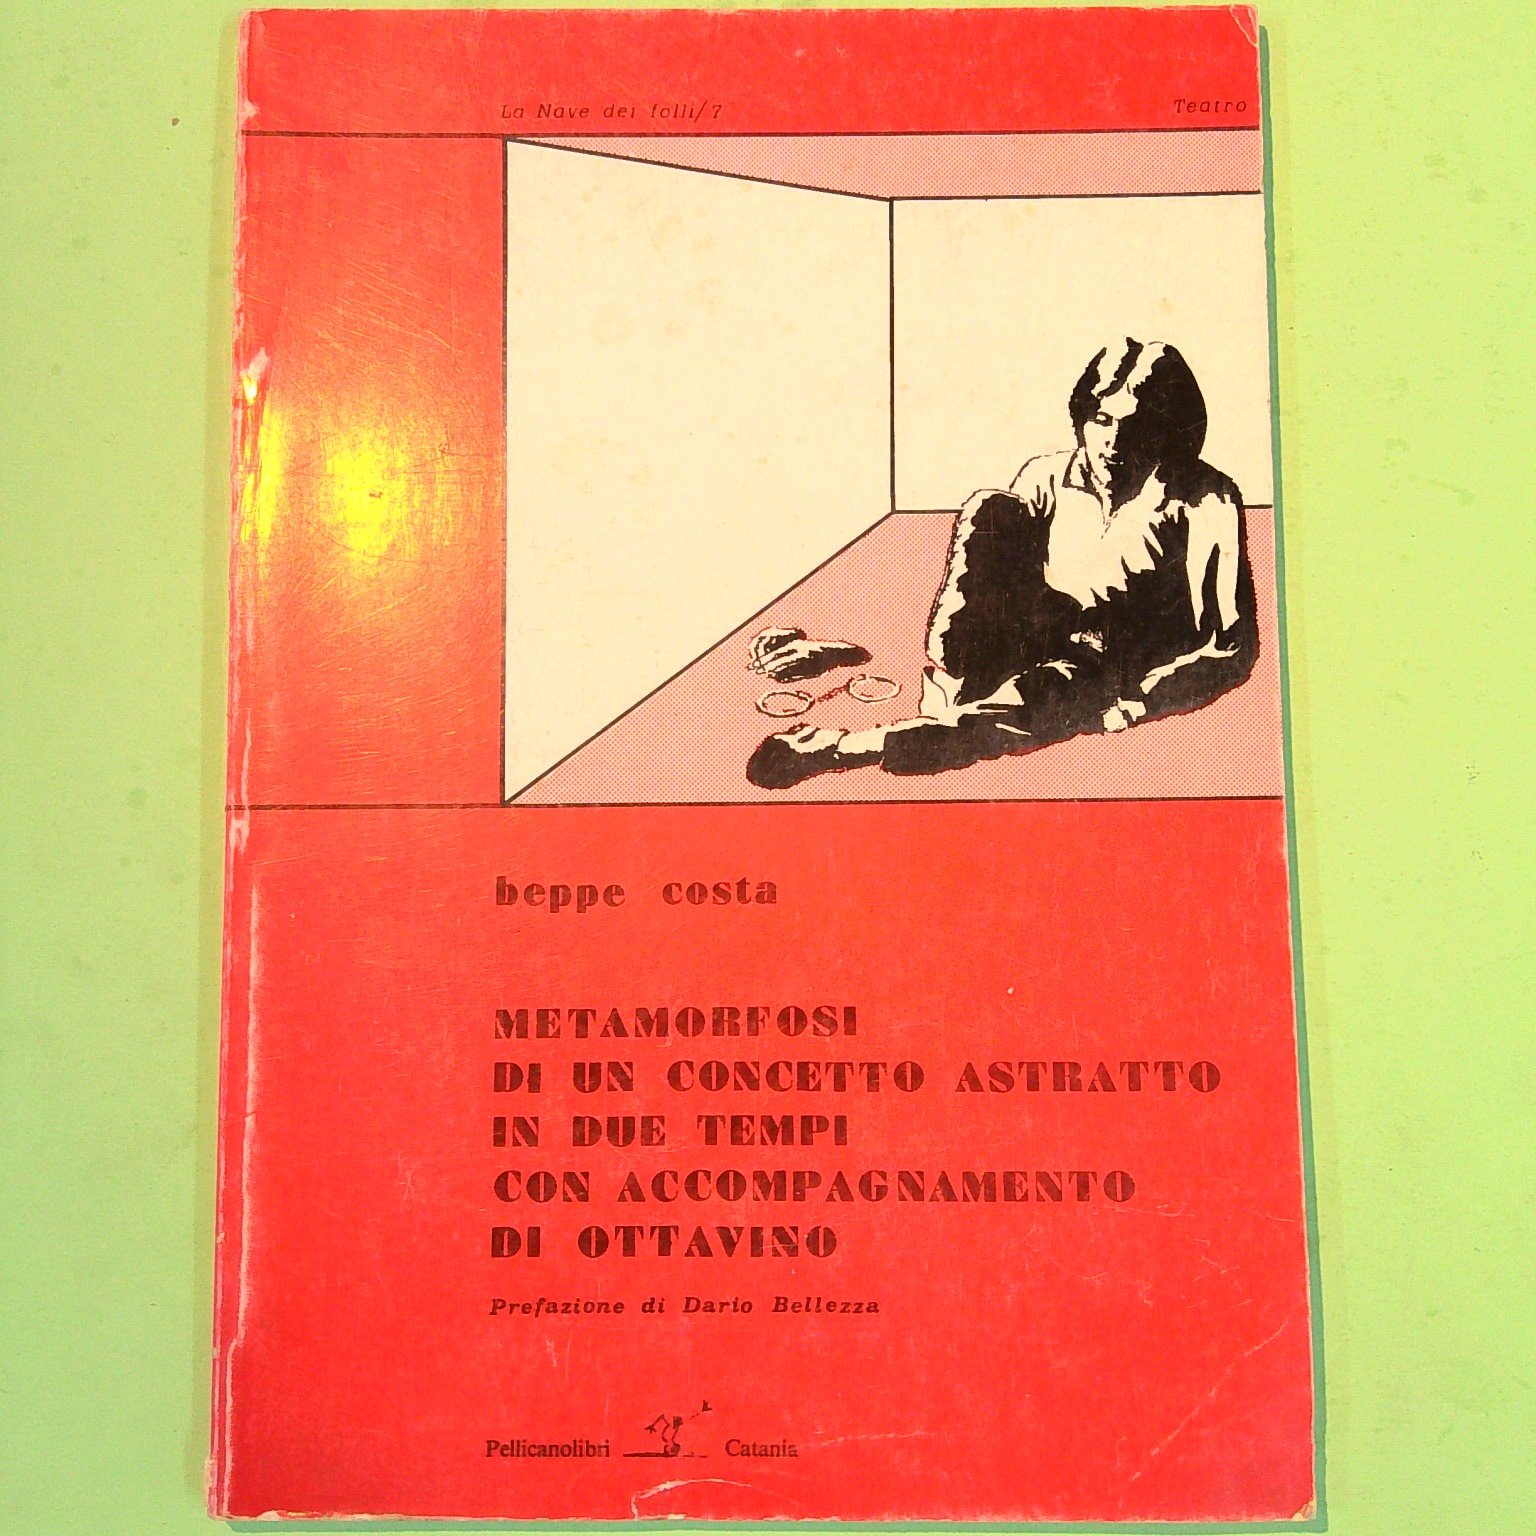 La Nave dei folli/7
Teatro
beppe costa
METAMORFOSI
DI UN CONCETTO ASTRATTO
IN DUE TEMPI
CON ACCOMPAGNAMENTO
DI OTTAVINO
Prefazione di Dario Bellezza
Pellicanolibri Catania